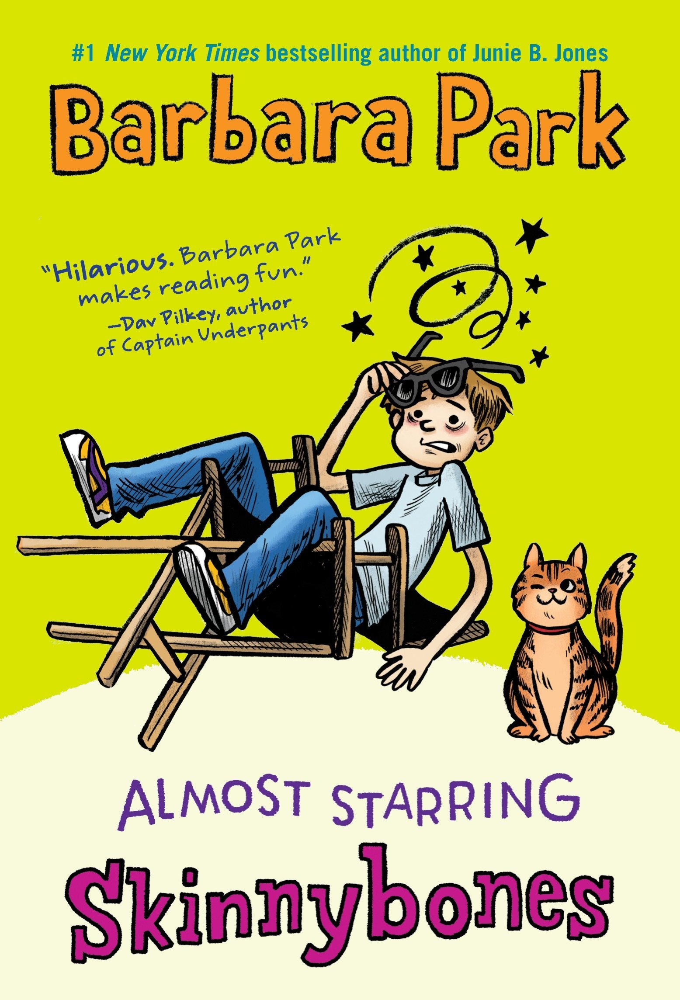 #1 New York Times bestselling author of Junie B. Jones
Barbara Park
“Hilarious. Barbara Park
makes reading fun.”
—Dav Pilkey, author
of Captain Underpants
ALMOST STARRING
Skinnybones